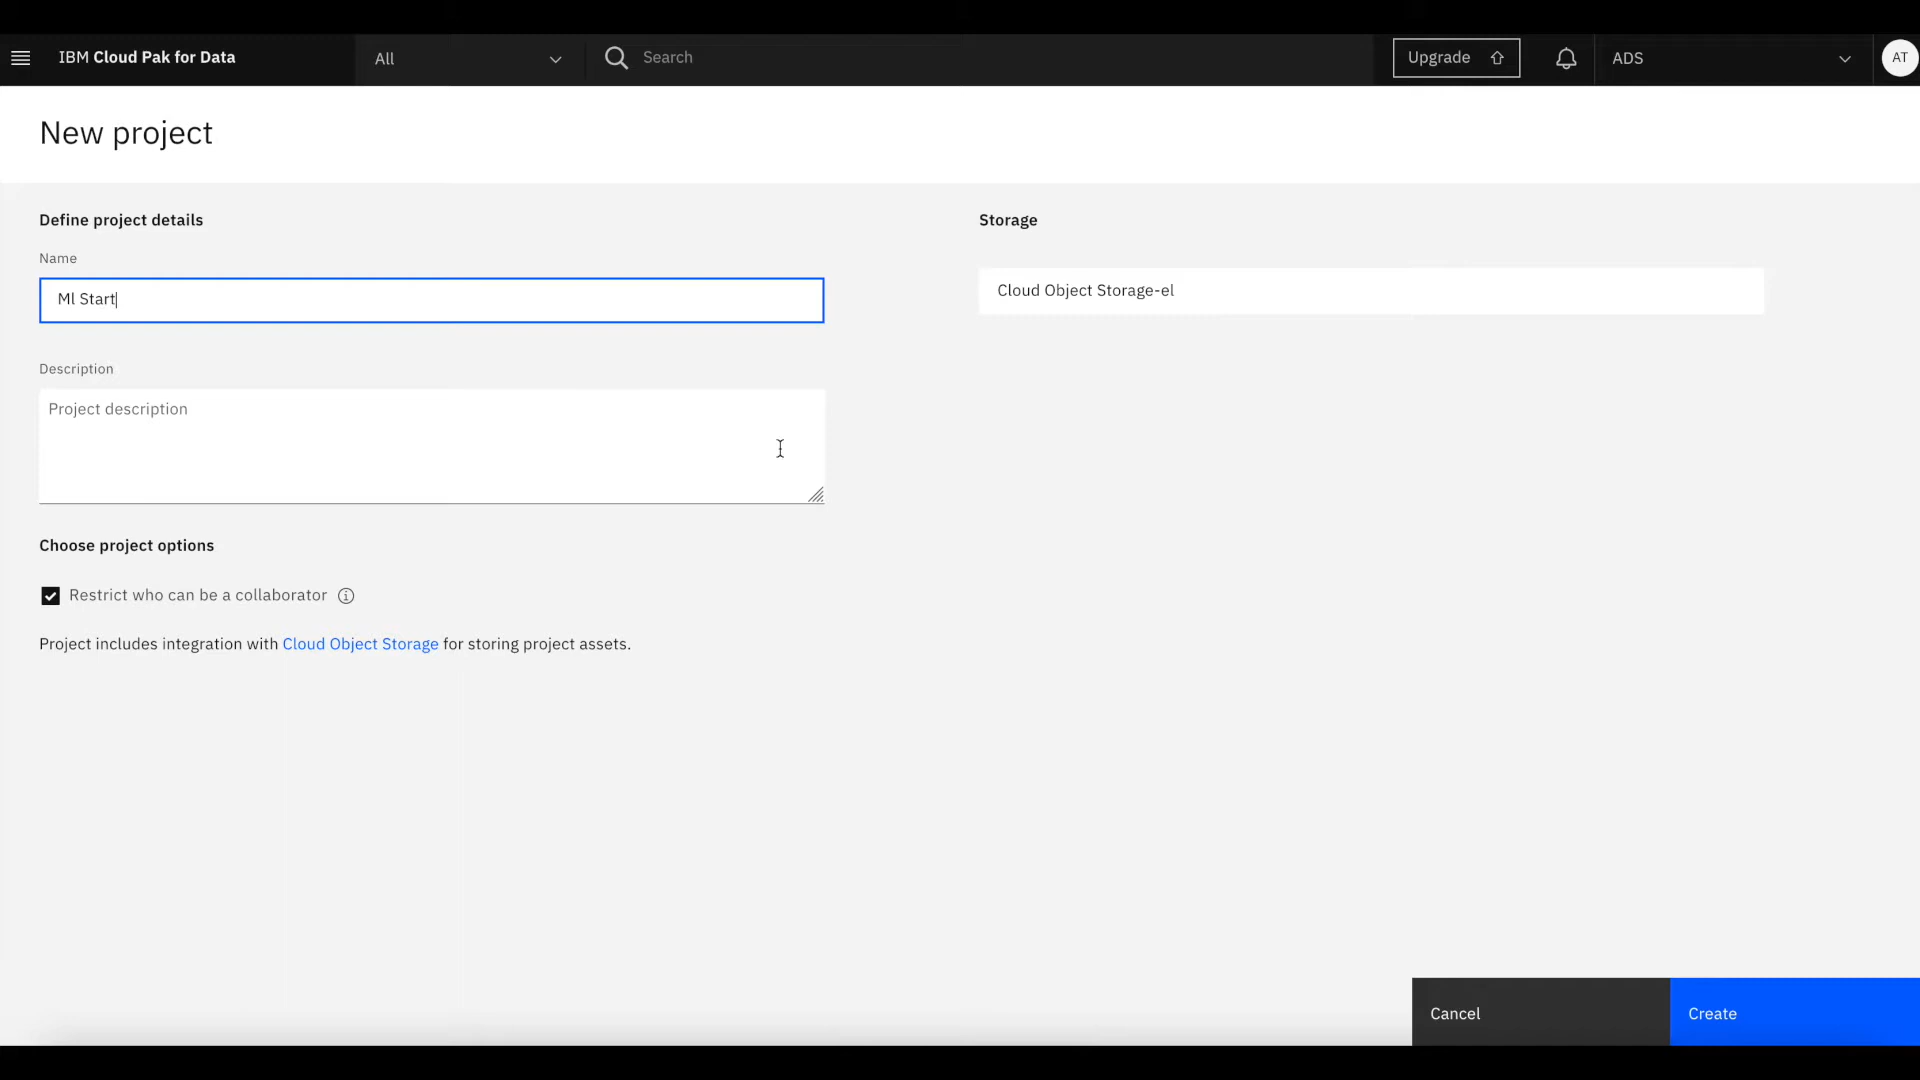 IBM Cloud Pak for Data
All
Search
Upgrade
ADS
AT
New project
Define project details
Storage
Name
Ml Start
Cloud Object Storage-el
Description
Project description
Choose project options
Restrict who can be a collaborator
Project includes integration with Cloud Object Storage for storing project assets.
Cancel
Create